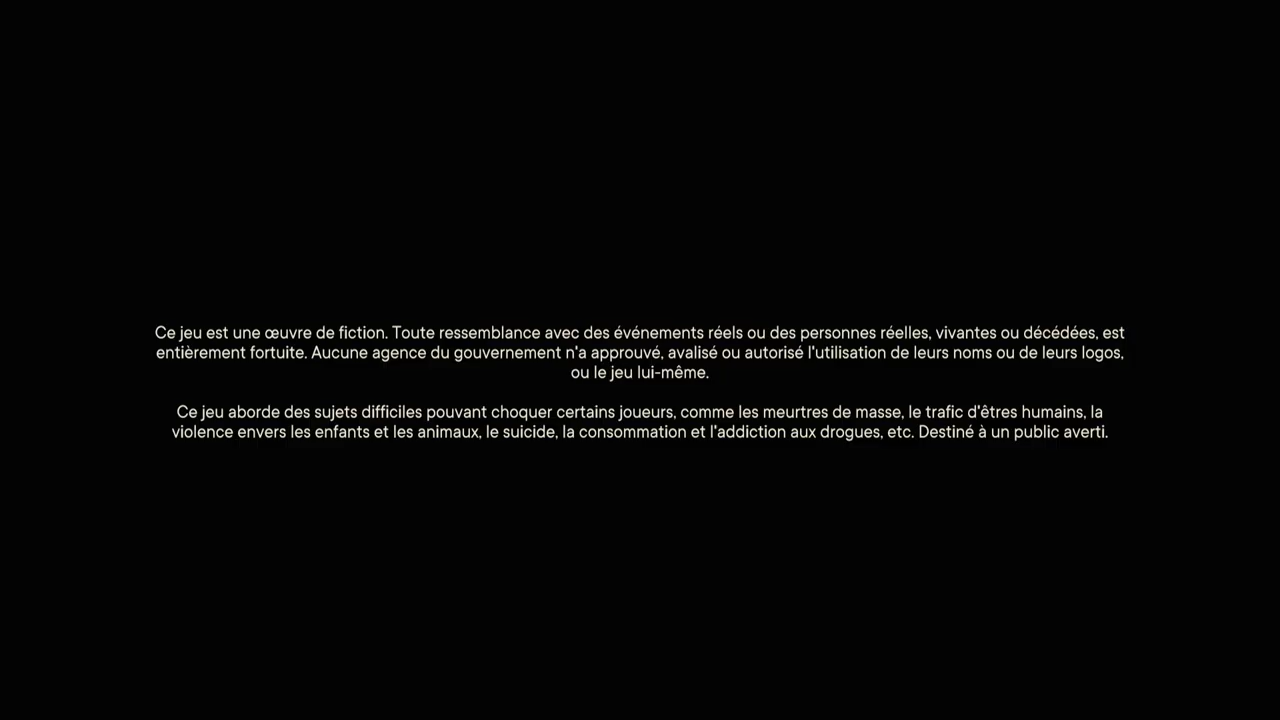 Ce jeu est une œuvre de fiction. Toute ressemblance avec des événements réels ou des personnes réelles, vivantes ou décédées, est
entièrement fortuite. Aucune agence du gouvernement n'a approuvé, avalisé ou autorisé l'utilisation de leurs noms ou de leurs logos,
ou le jeu lui-même.
Ce jeu aborde des sujets difficiles pouvant choquer certains joueurs, comme les meurtres de masse, le trafic d'êtres humains, la
violence envers les enfants et les animaux, le suicide, la consommation et l'addiction aux drogues, etc. Destiné à un public averti.